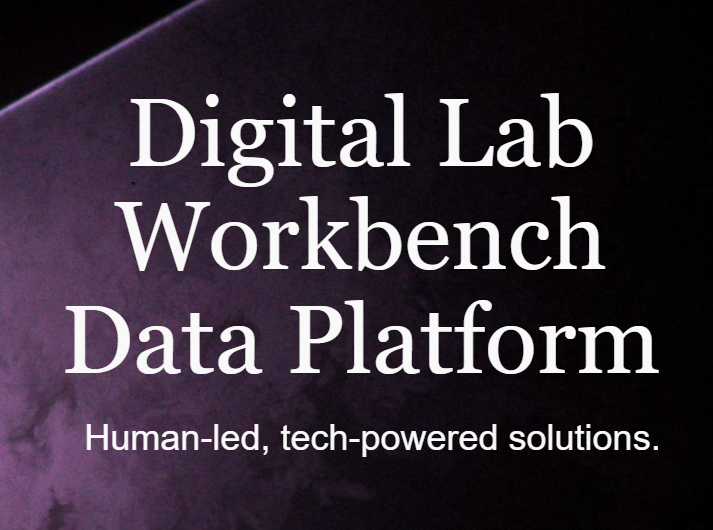 Digital Lab
Workbench
Data Platform
Human-led, tech-powered solutions.